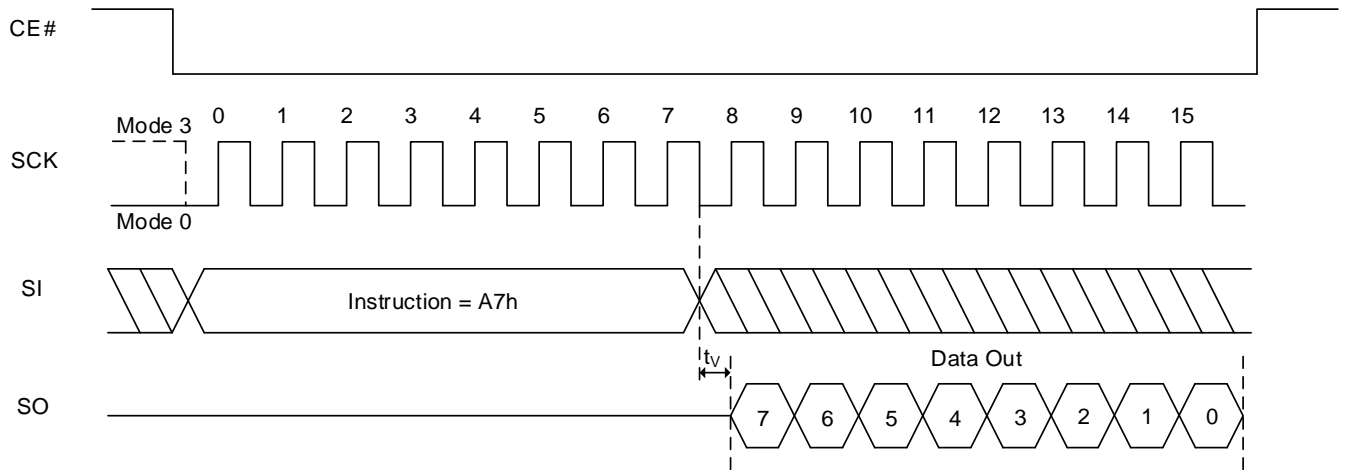 CE#
Mode 3 0 1 2 3 4 5 6 7 8 9 10 11 12 13 14 15
SCK
Mode 0
SI Instruction = A7h
tV Data Out
SO 7 6 5 4 3 2 1 0